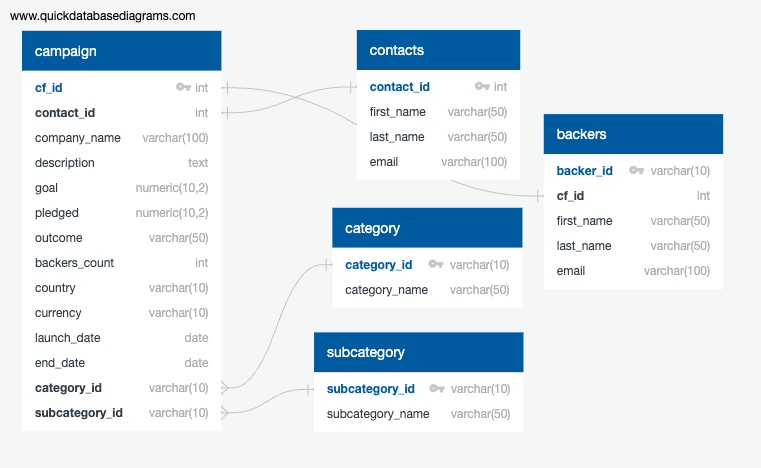 www.quickdatabasediagrams.com
campaign
cf_id int
contact_id int
company_name varchar(100)
description text
goal numeric(10,2)
pledged numeric(10,2)
outcome varchar(50)
backers_count int
country varchar(10)
currency varchar(10)
launch_date date
end_date date
category_id varchar(10)
subcategory_id varchar(10)
contacts
contact_id int
first_name varchar(50)
last_name varchar(50)
email varchar(100)
category
category_id varchar(10)
category_name varchar(50)
subcategory
subcategory_id varchar(10)
subcategory_name varchar(50)
backers
backer_id varchar(10)
cf_id int
first_name varchar(50)
last_name varchar(50)
email varchar(100)